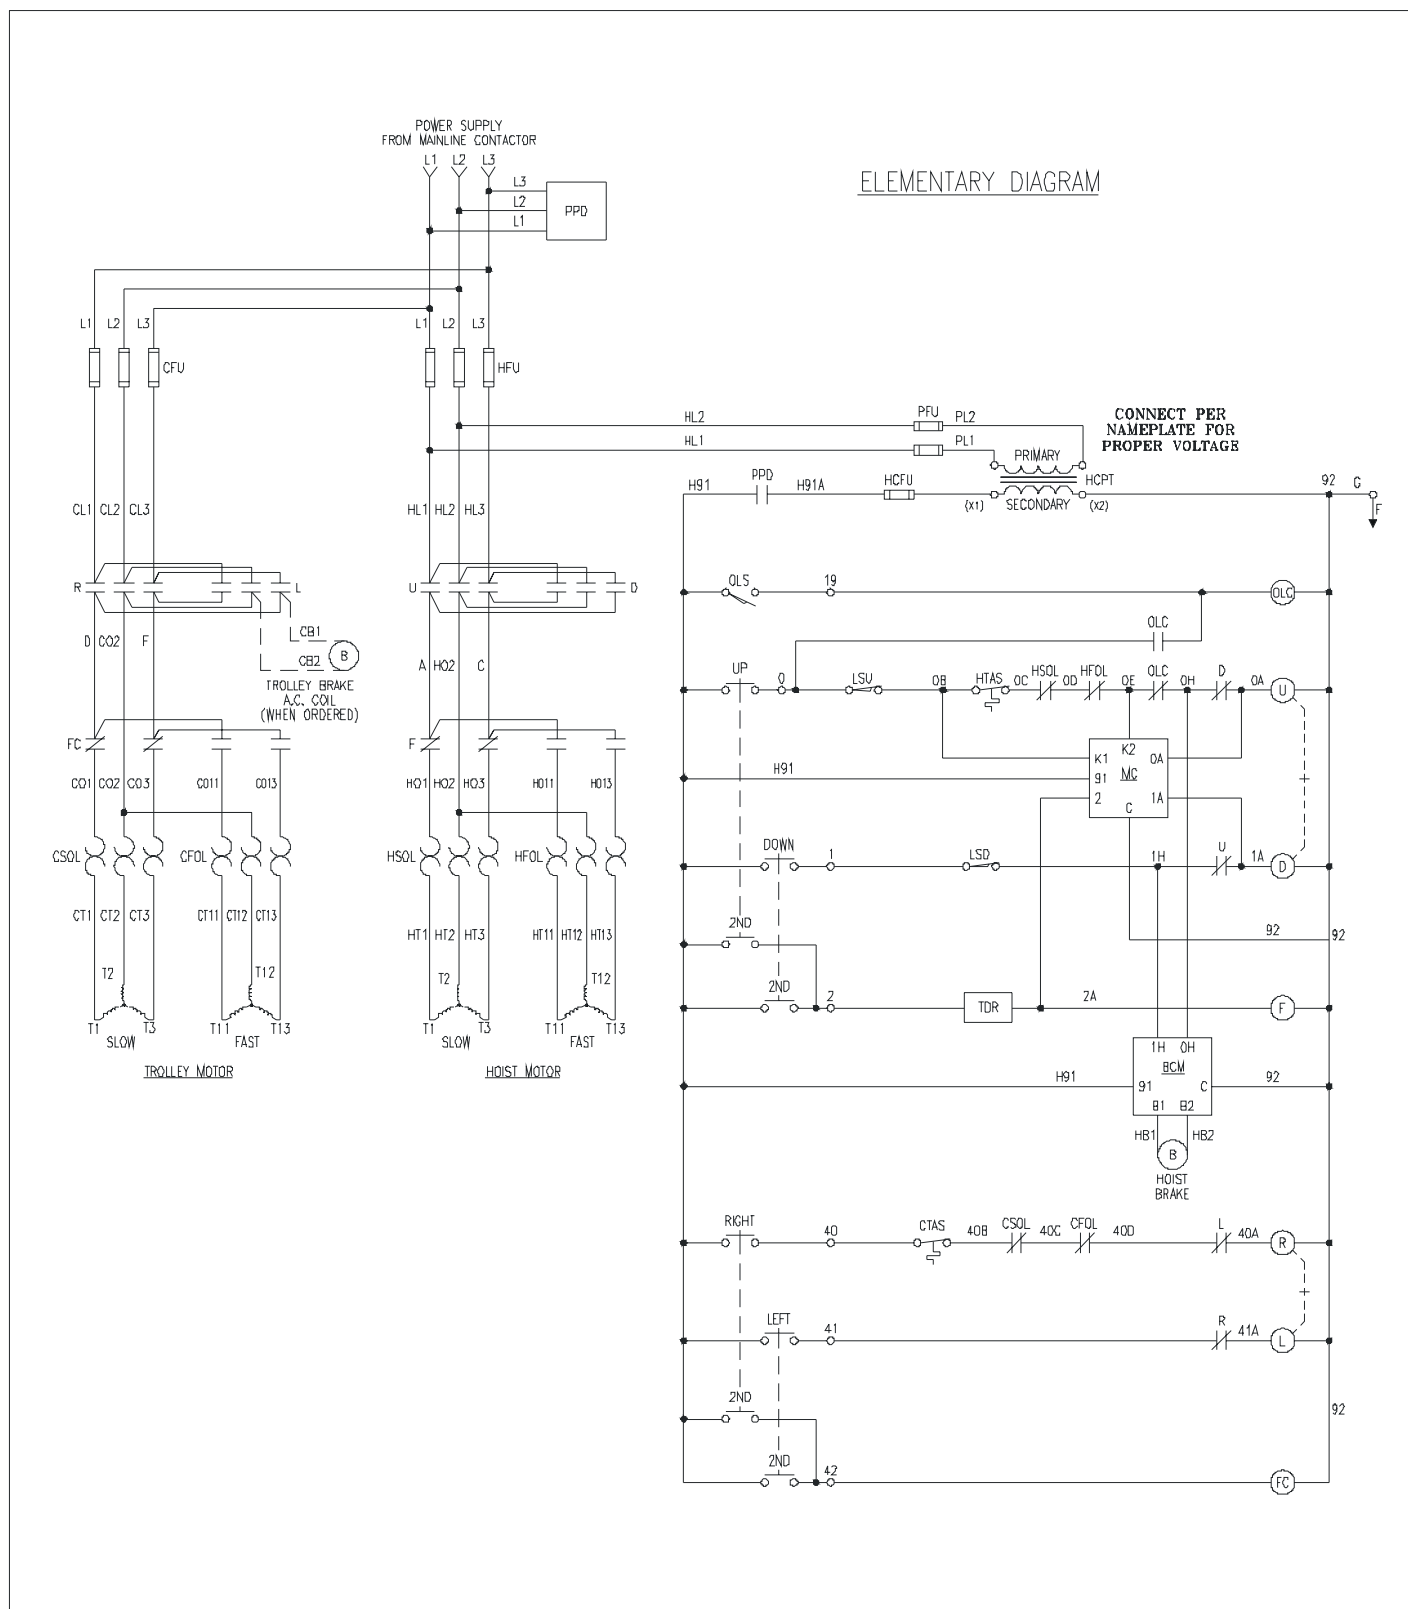 POWER SUPPLY
FROM MAINLINE CONTACTOR
L1 L2 L3
ELEMENTARY DIAGRAM
L3
L2
L1
PPD
L1 L2 L3
CFU
L1 L2 L3
HFU
HL2 PFU PL2
HL1 PL1
CONNECT PER
NAMEPLATE FOR
PROPER VOLTAGE
PRIMARY
H91 PPD H91A HCFU HCPT 92 G
(X1) SECONDARY (X2) F
CL1 CL2 CL3
HL1 HL2 HL3
R L
U D
OLS 19 OLC
D CO2 F
CB1
CB2 B
TROLLEY BRAKE
A.C. COIL
(WHEN ORDERED)
A HO2 C
OLC
UP 0 LSU 0B HTAS 0C HSOL 0D HFOL 0E OLC 0H D 0A U
FC
F
K1 K2 0A
H91 91 MC
2 C 1A
CO1 CO2 CO3 CO11 CO13
HO1 HO2 HO3 HO11 HO13
CSOL CFOL
HSOL HFOL
DOWN 1 LSD 1H U 1A D
CT1 CT2 CT3 CT11 CT12 CT13
HT1 HT2 HT3 HT11 HT12 HT13
2ND 92 92
T2 T12
T2 T12
2ND 2 TDR 2A F
T1 T3 T11 T13
T1 T3 T11 T13
SLOW FAST
SLOW FAST
TROLLEY MOTOR
HOIST MOTOR
1H 0H
BCM
H91 91 C 92
B1 B2
HB1 HB2
B
HOIST
BRAKE
RIGHT 40 CTAS 40B CSOL 40C CFOL 40D L 40A R
LEFT 41 R 41A L
2ND 92
2ND 42 FC